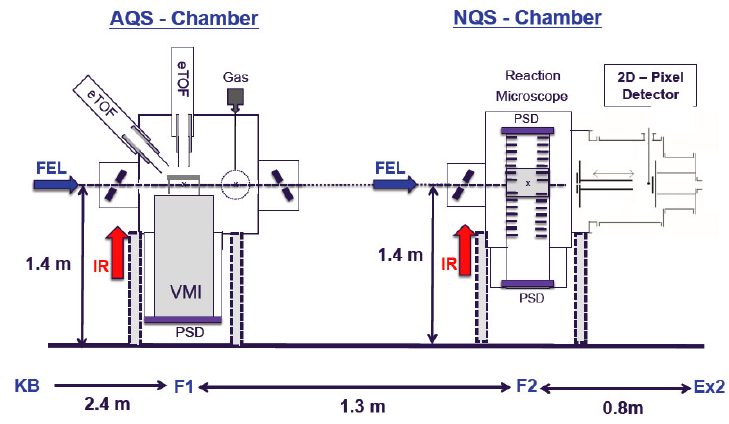 AQS - Chamber
NQS - Chamber
eTOF
eTOF
Gas
Reaction
Microscope
2D – Pixel
Detector
PSD
FEL
FEL
x
x
x
1.4 m
IR
VMI
PSD
1.4 m
IR
PSD
KB
F1
F2
Ex2
2.4 m
1.3 m
0.8m